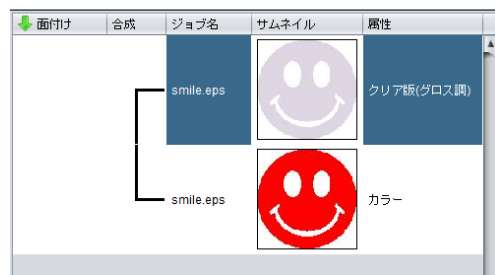 面付け 合成 ジョブ名 サムネイル 属性
smile.eps クリア版(グロス調)
smile.eps カラー